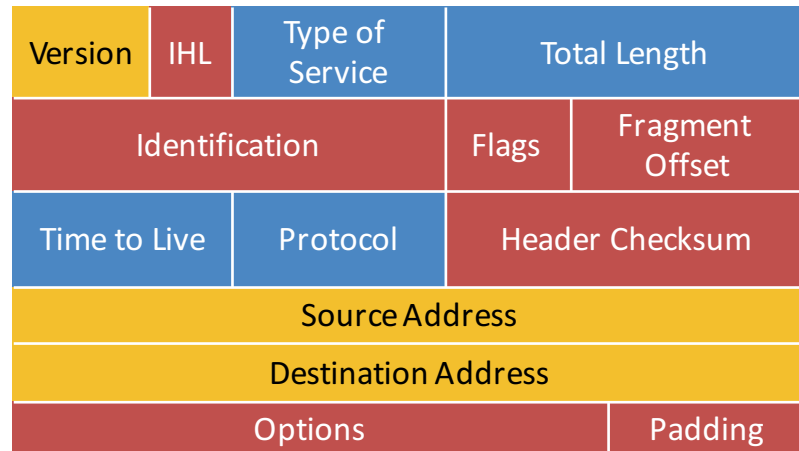 Version IHL Type of Service Total Length
Identification Flags Fragment Offset
Time to Live Protocol Header Checksum
Source Address
Destination Address
Options Padding